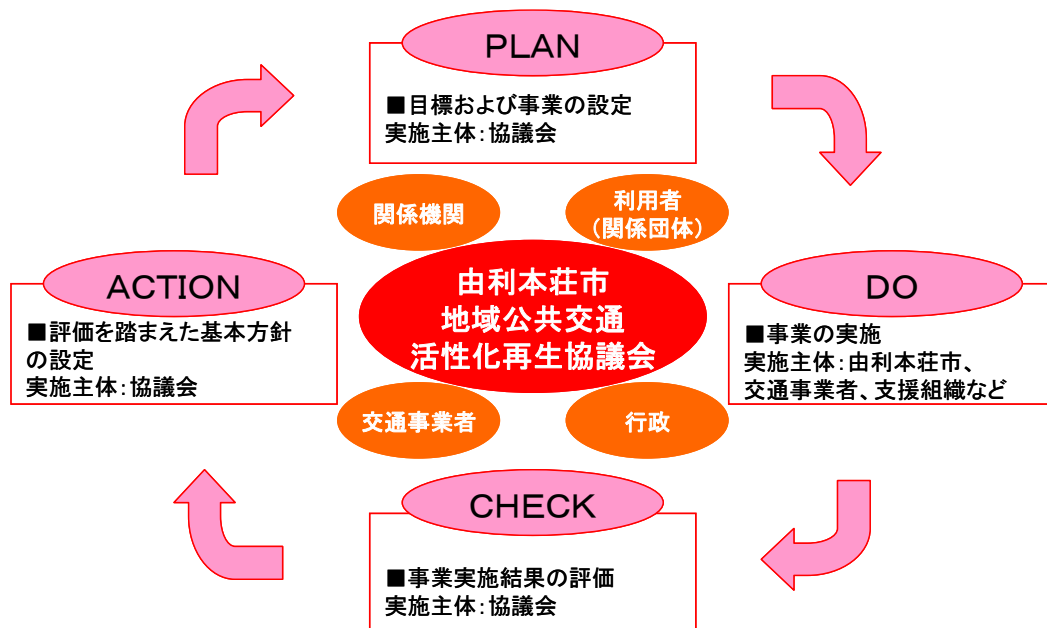 PLAN
■目標および事業の設定
実施主体：協議会
関係機関
利用者
（関係団体）
ACTION
■評価を踏まえた基本方針
の設定
実施主体：協議会
由利本荘市
地域公共交通
活性化再生協議会
DO
■事業の実施
実施主体：由利本荘市、
交通事業者、支援組織など
交通事業者
行政
CHECK
■事業実施結果の評価
実施主体：協議会